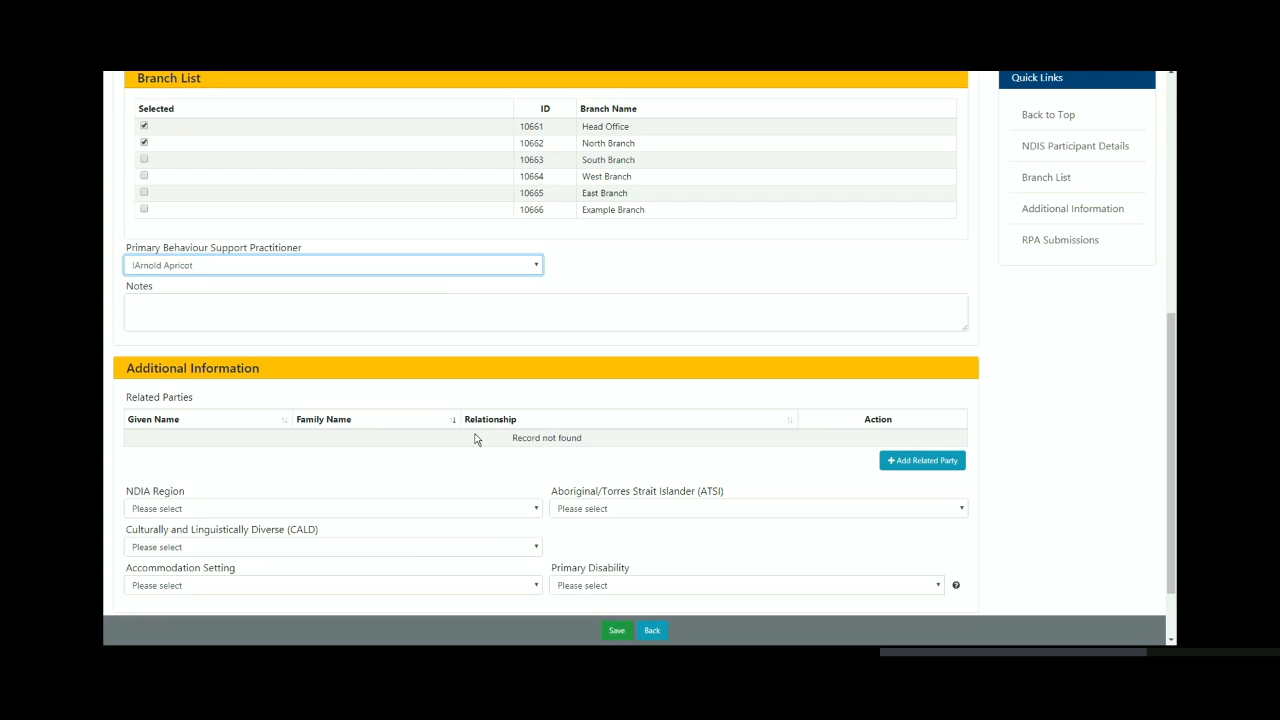 Branch List
Selected ID Branch Name
10661 Head Office
10662 North Branch
10663 South Branch
10664 West Branch
10665 East Branch
10666 Example Branch
Primary Behaviour Support Practitioner
!Arnold Apricot
Notes
Additional Information
Related Parties
Given Name Family Name Relationship Action
Record not found
+ Add Related Party
NDIA Region Aboriginal/Torres Strait Islander (ATSI)
Please select Please select
Culturally and Linguistically Diverse (CALD)
Please select
Accommodation Setting Primary Disability
Please select Please select
Save Back
Quick Links
Back to Top
NDIS Participant Details
Branch List
Additional Information
RPA Submissions